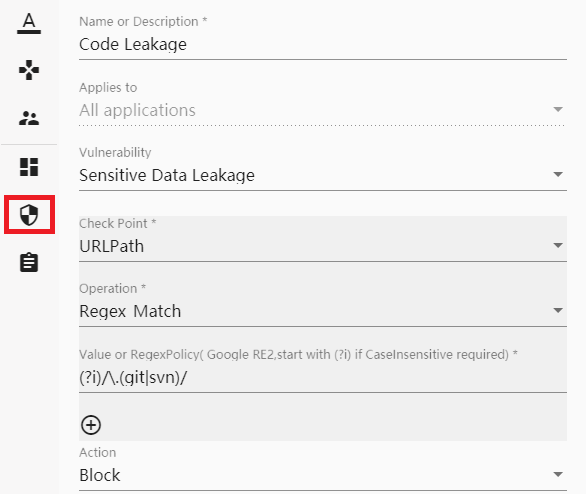 A
Name or Description *
Code Leakage
Applies to
All applications
Vulnerability
Sensitive Data Leakage
Check Point *
URLPath
Operation *
Regex Match
Value or RegexPolicy( Google RE2,start with (?i) if CaseInsensitive required) *
(?i)/\.(git|svn)/
Action
Block